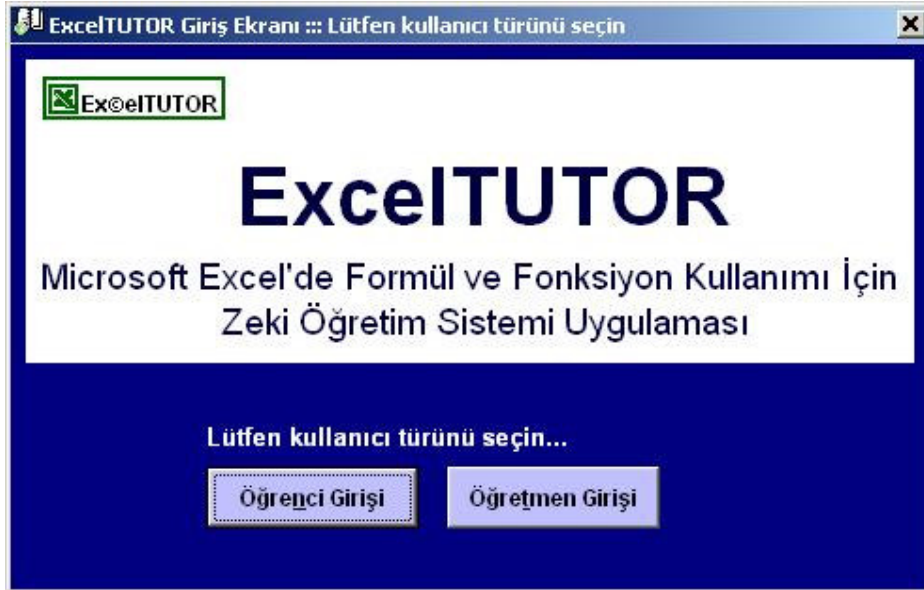 ExcelTUTOR Giriş Ekranı ::: Lütfen kullanıcı türünü seçin
Ex©elTUTOR
ExcelTUTOR
Microsoft Excel'de Formül ve Fonksiyon Kullanımı İçin
Zeki Öğretim Sistemi Uygulaması
Lütfen kullanıcı türünü seçin...
Öğrenci Girişi
Öğretmen Girişi